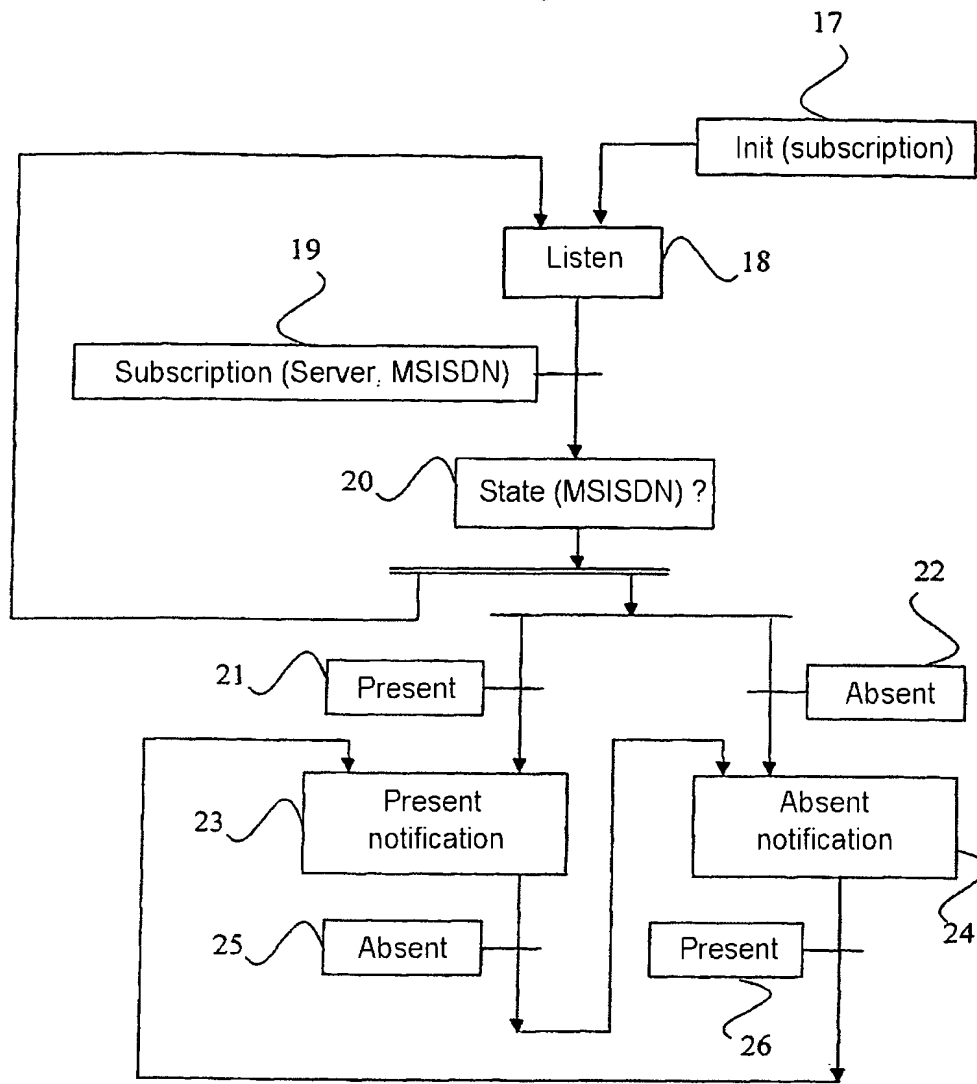 17
Init (subscription)
Listen
18
19
Subscription (Server, MSISDN)
20
State (MSISDN) ?
22
21
Present
Absent
23
Present
notification
Absent
notification
24
25
Absent
Present
26